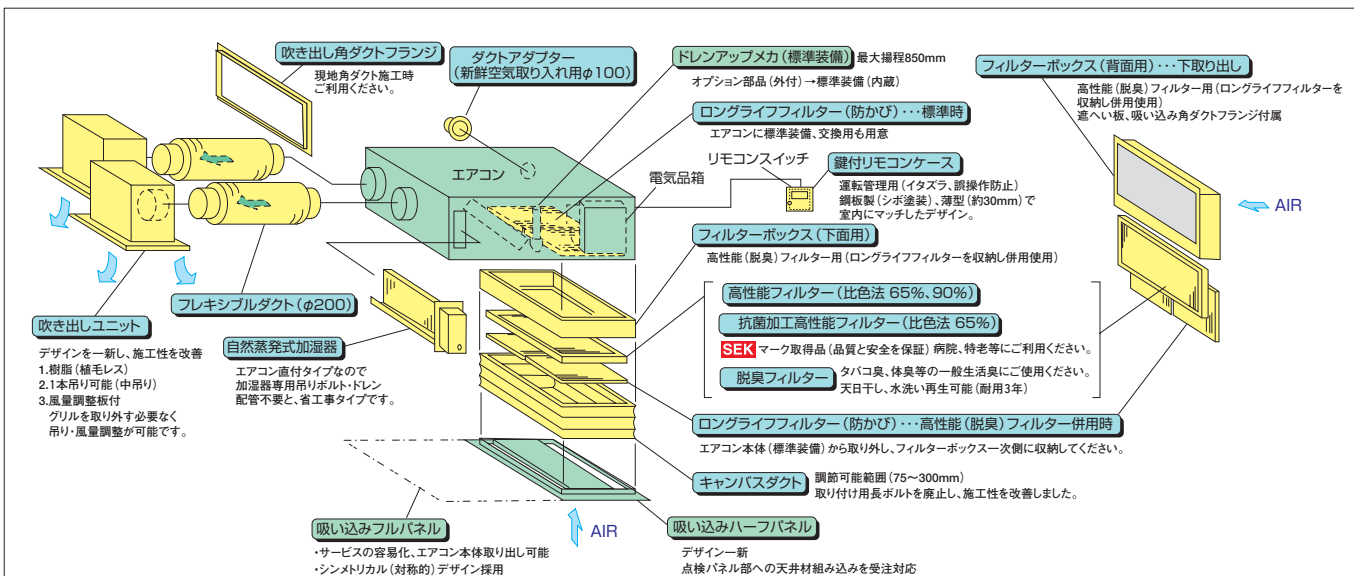 吹き出し角ダクトフランジ
現地角ダクト施工時
ご利用ください。
ダクトアダプター
(新鮮空気取り入れ用φ100)
ドレンアップメカ(標準装備) 最大揚程850mm
オプション部品(外付)→標準装備(内蔵)
ロングライフフィルター(防かび)･･･標準時
エアコンに標準装備、交換用も用意
フィルターボックス(背面用)･･･下取り出し
高性能(脱臭)フィルター用(ロングライフフィルターを
収納し併用使用)
遮へい板、吸い込み角ダクトフランジ付属
エアコン
電気品箱
リモコンスイッチ
鍵付リモコンケース
運転管理用(イタズラ、誤操作防止)
鋼板製(シボ塗装)、薄型(約30mm)で
室内にマッチしたデザイン。
AIR
フィルターボックス(下面用)
高性能(脱臭)フィルター用(ロングライフフィルターを収納し併用使用)
フレキシブルダクト(φ200)
吹き出しユニット
デザインを一新し、施工性を改善
1.樹脂(植毛レス)
2.1本吊り可能(中吊り)
3.風量調整板付
グリルを取り外す必要なく
吊り・風量調整が可能です。
自然蒸発式加湿器
エアコン直付タイプなので
加湿器専用吊りボルト・ドレン
配管不要と、省工事タイプです。
高性能フィルター(比色法 65%、90%)
抗菌加工高性能フィルター(比色法 65%)
SEK マーク取得品(品質と安全を保証) 病院、特老等にご利用ください。
脱臭フィルター
タバコ臭、体臭等の一般生活臭にご使用ください。
天日干し、水洗い再生可能(耐用3年)
ロングライフフィルター(防かび)･･･高性能(脱臭)フィルター併用時
エアコン本体(標準装備)から取り外し、フィルターボックス一次側に収納してください。
キャンバスダクト
調節可能範囲(75〜300mm)
取り付け用長ボルトを廃止し、施工性を改善しました。
吸い込みフルパネル
・サービスの容易化、エアコン本体取り出し可能
・シンメトリカル(対称的)デザイン採用
AIR
吸い込みハーフパネル
デザイン一新
点検パネル部への天井材組み込みを受注対応